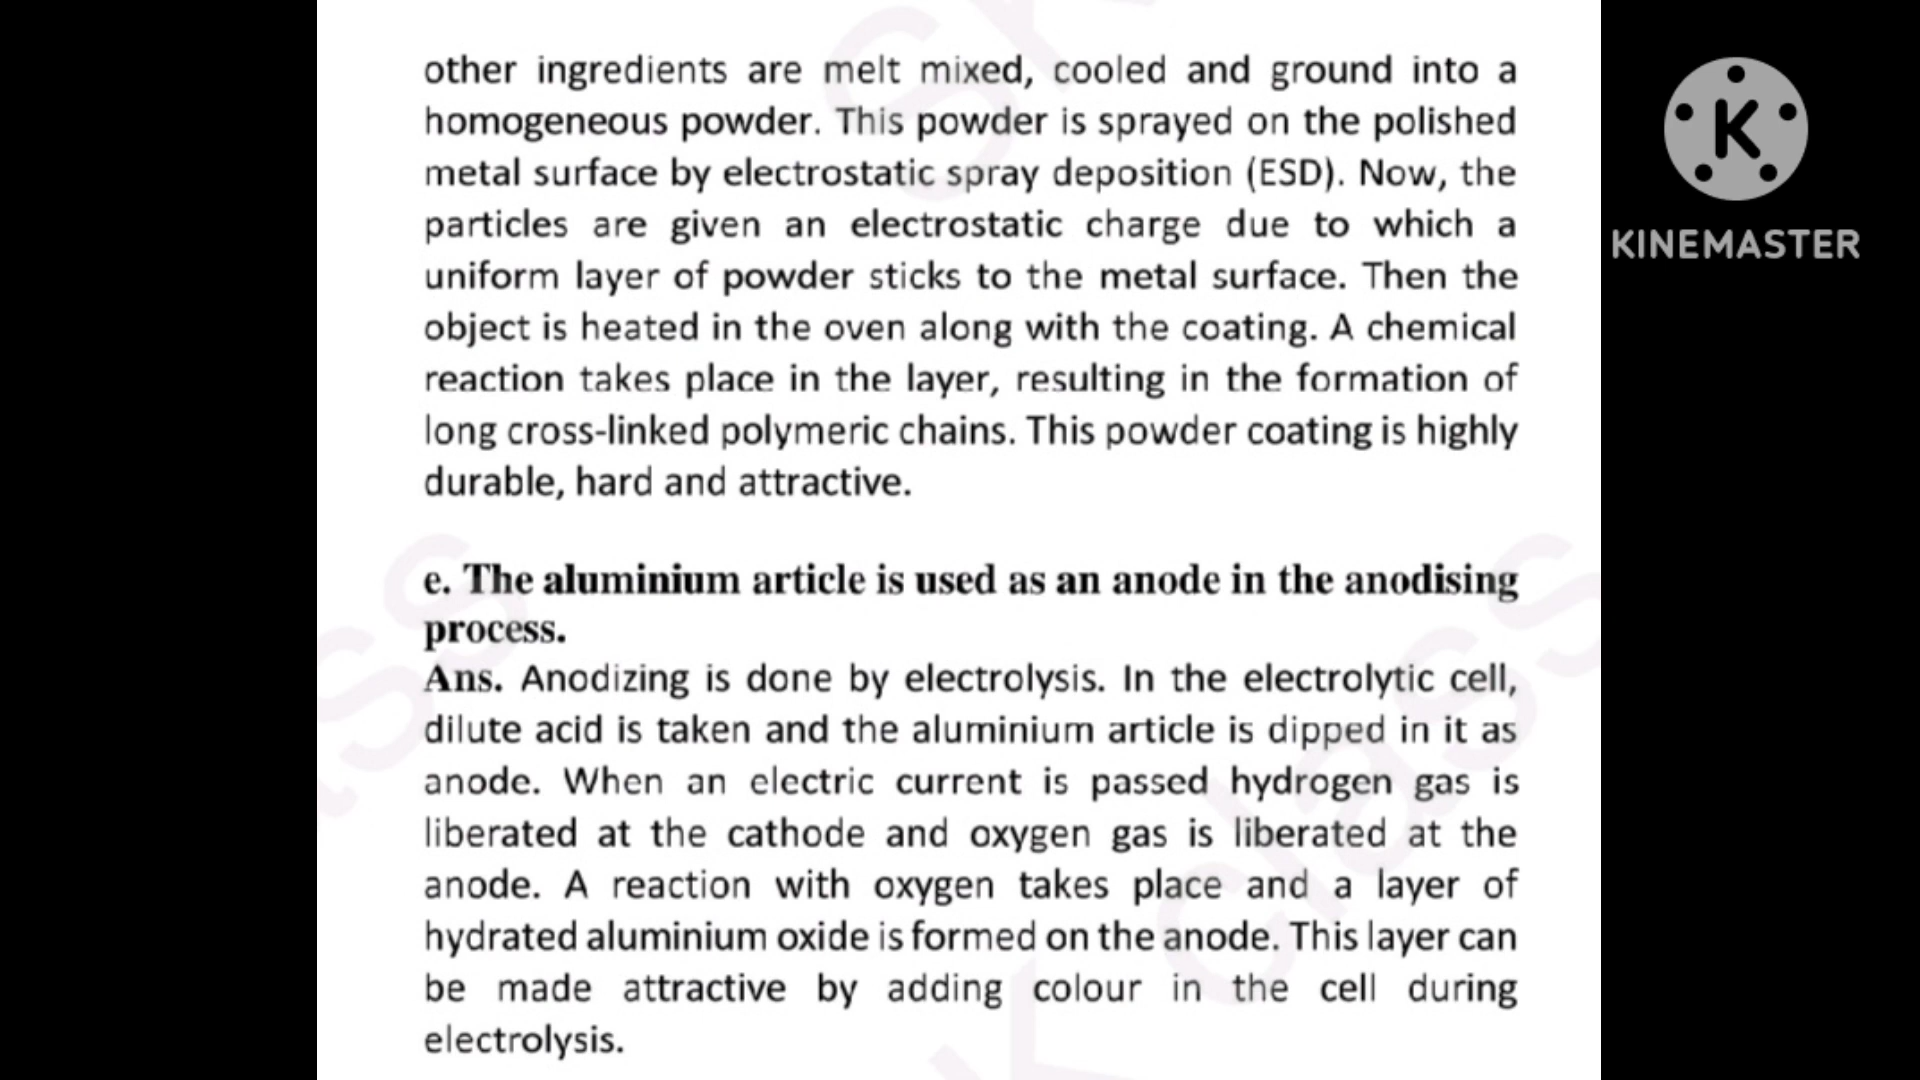 other ingredients are melt mixed, cooled and ground into a
homogeneous powder. This powder is sprayed on the polished
metal surface by electrostatic spray deposition (ESD). Now, the
particles are given an electrostatic charge due to which a
uniform layer of powder sticks to the metal surface. Then the
object is heated in the oven along with the coating. A chemical
reaction takes place in the layer, resulting in the formation of
long cross-linked polymeric chains. This powder coating is highly
durable, hard and attractive.
e. The aluminium article is used as an anode in the anodising
process.
Ans. Anodizing is done by electrolysis. In the electrolytic cell,
dilute acid is taken and the aluminium article is dipped in it as
anode. When an electric current is passed hydrogen gas is
liberated at the cathode and oxygen gas is liberated at the
anode. A reaction with oxygen takes place and a layer of
hydrated aluminium oxide is formed on the anode. This layer can
be made attractive by adding colour in the cell during
electrolysis.
K
KINEMASTER
K class